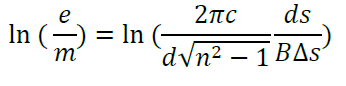 ln (e/m) = ln (2πc/(d√(n² − 1)) ds/(BΔs))